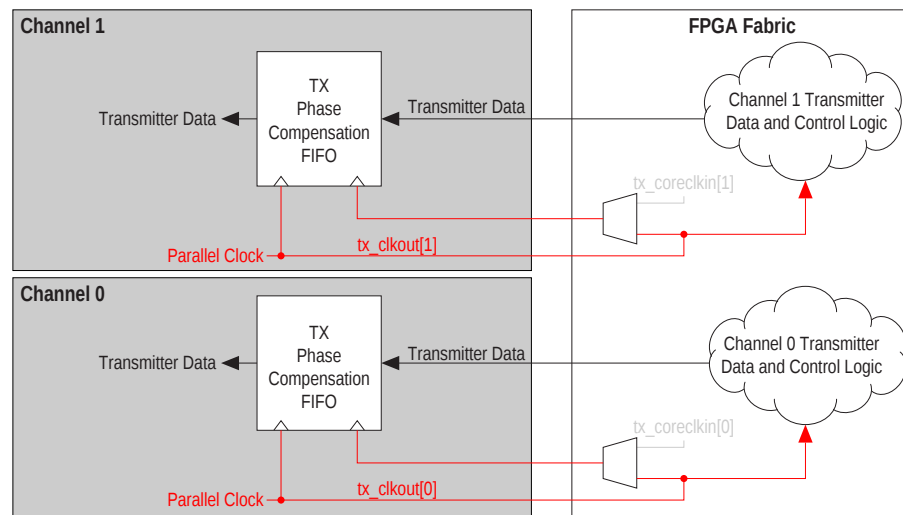 Channel 1
FPGA Fabric
TX
Phase
Compensation
FIFO
Transmitter Data
Transmitter Data
Channel 1 Transmitter
Data and Control Logic
tx_coreclkin[1]
Parallel Clock
tx_clkout[1]
Channel 0
TX
Phase
Compensation
FIFO
Transmitter Data
Transmitter Data
Channel 0 Transmitter
Data and Control Logic
tx_coreclkin[0]
Parallel Clock
tx_clkout[0]